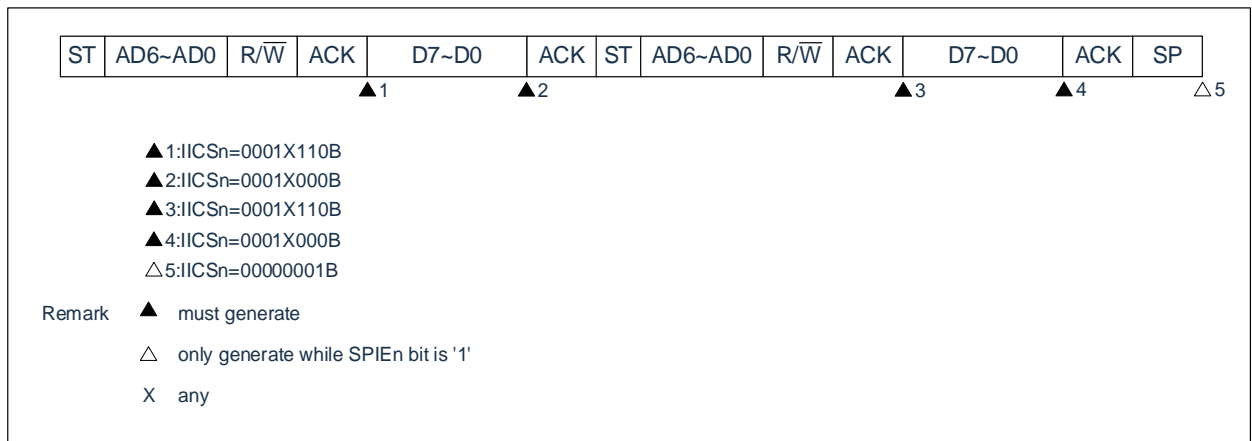 ST AD6~AD0 R/W̅ ACK D7~D0 ACK ST AD6~AD0 R/W̅ ACK D7~D0 ACK SP
▲1 ▲2 ▲3 ▲4 △5
▲1:IICSn=0001X110B
▲2:IICSn=0001X000B
▲3:IICSn=0001X110B
▲4:IICSn=0001X000B
△5:IICSn=00000001B
Remark ▲ must generate
△ only generate while SPIEn bit is '1'
X any